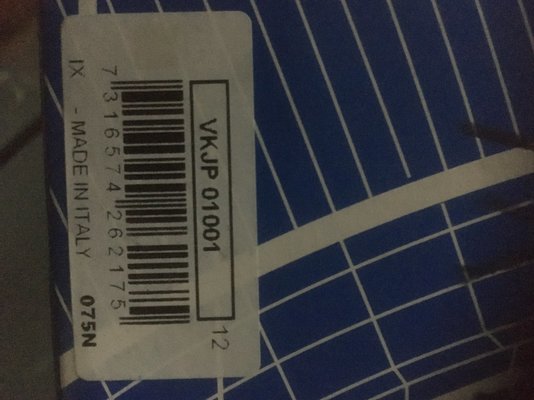 VKJP 01001
12
7 316574 262175
IX - MADE IN ITALY 075N